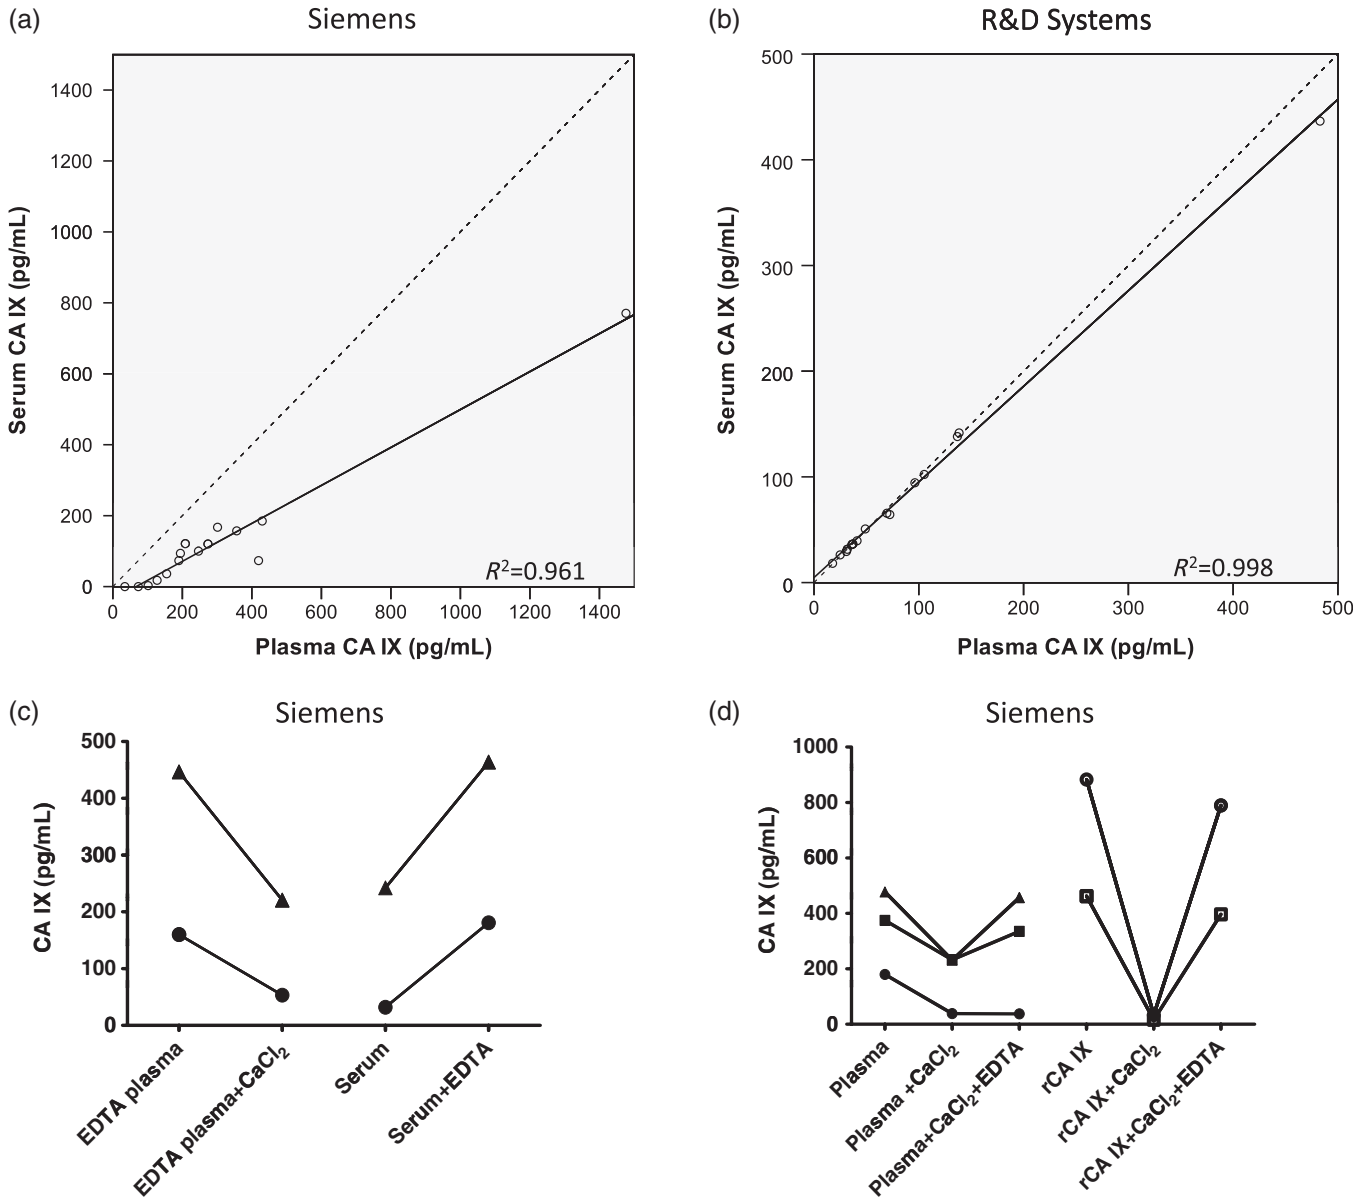 (a) Siemens
1400
1200
1000
800
600
400
200
0
Serum CA IX (pg/mL)
R²=0.961
0 200 400 600 800 1000 1200 1400
Plasma CA IX (pg/mL)
(b) R&D Systems
500
400
300
200
100
0
Serum CA IX (pg/mL)
R²=0.998
0 100 200 300 400 500
Plasma CA IX (pg/mL)
(c) Siemens
500
400
300
200
100
0
CA IX (pg/mL)
EDTA plasma
EDTA plasma+CaCl₂
Serum
Serum+EDTA
(d) Siemens
1000
800
600
400
200
0
CA IX (pg/mL)
Plasma
Plasma +CaCl₂
Plasma+CaCl₂+EDTA
rCA IX
rCA IX+CaCl₂
rCA IX+CaCl₂+EDTA